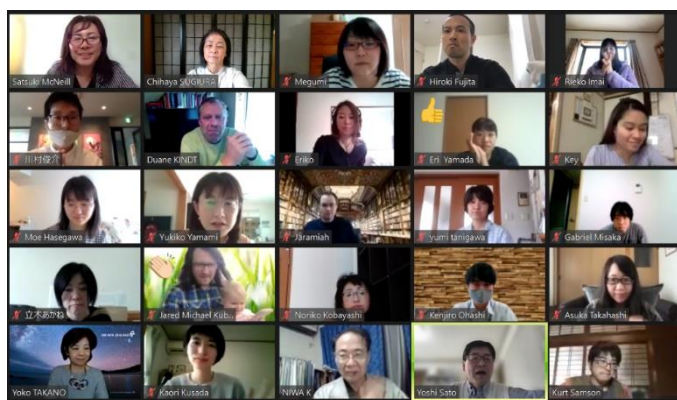 Satsuki McNeill
Chihaya SUGIURA
Megumi
Hiroki Fujita
Rieko Imai
川村俊介
Duane KINDT
Eriko
Eri Yamada
Key
Moe Hasegawa
Yukiko Yamami
Jaramiah
yumi tanigawa
Gabriel Misaka
立木あかね
Jared Michael Kub...
Noriko Kobayashi
Kenjiro Ohashi
Asuka Takahashi
Yoko TAKANO
Kaori Kusada
NIWA K
Yoshi Sato
Kurt Samson